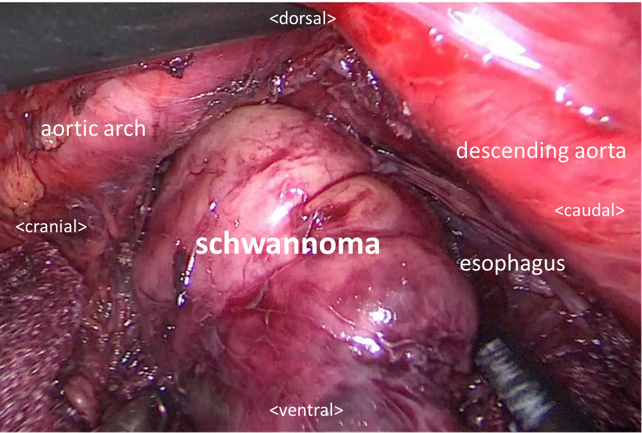 <dorsal>
aortic arch
descending aorta
<caudal>
<cranial>
schwannoma
esophagus
<ventral>